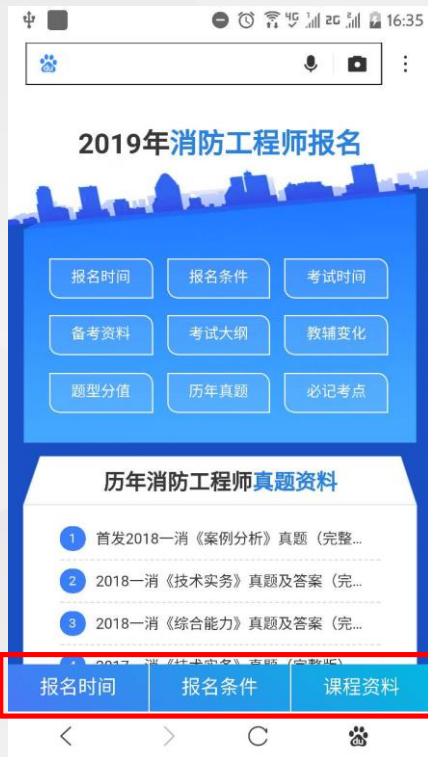 4G 2G 16:35
2019年消防工程师报名
报名时间 报名条件 考试时间
备考资料 考试大纲 教辅变化
题型分值 历年真题 必记考点
历年消防工程师真题资料
1 首发2018一消《案例分析》真题（完整...
2 2018一消《技术实务》真题及答案（完...
3 2018一消《综合能力》真题及答案（完...
报名时间 报名条件 课程资料
du